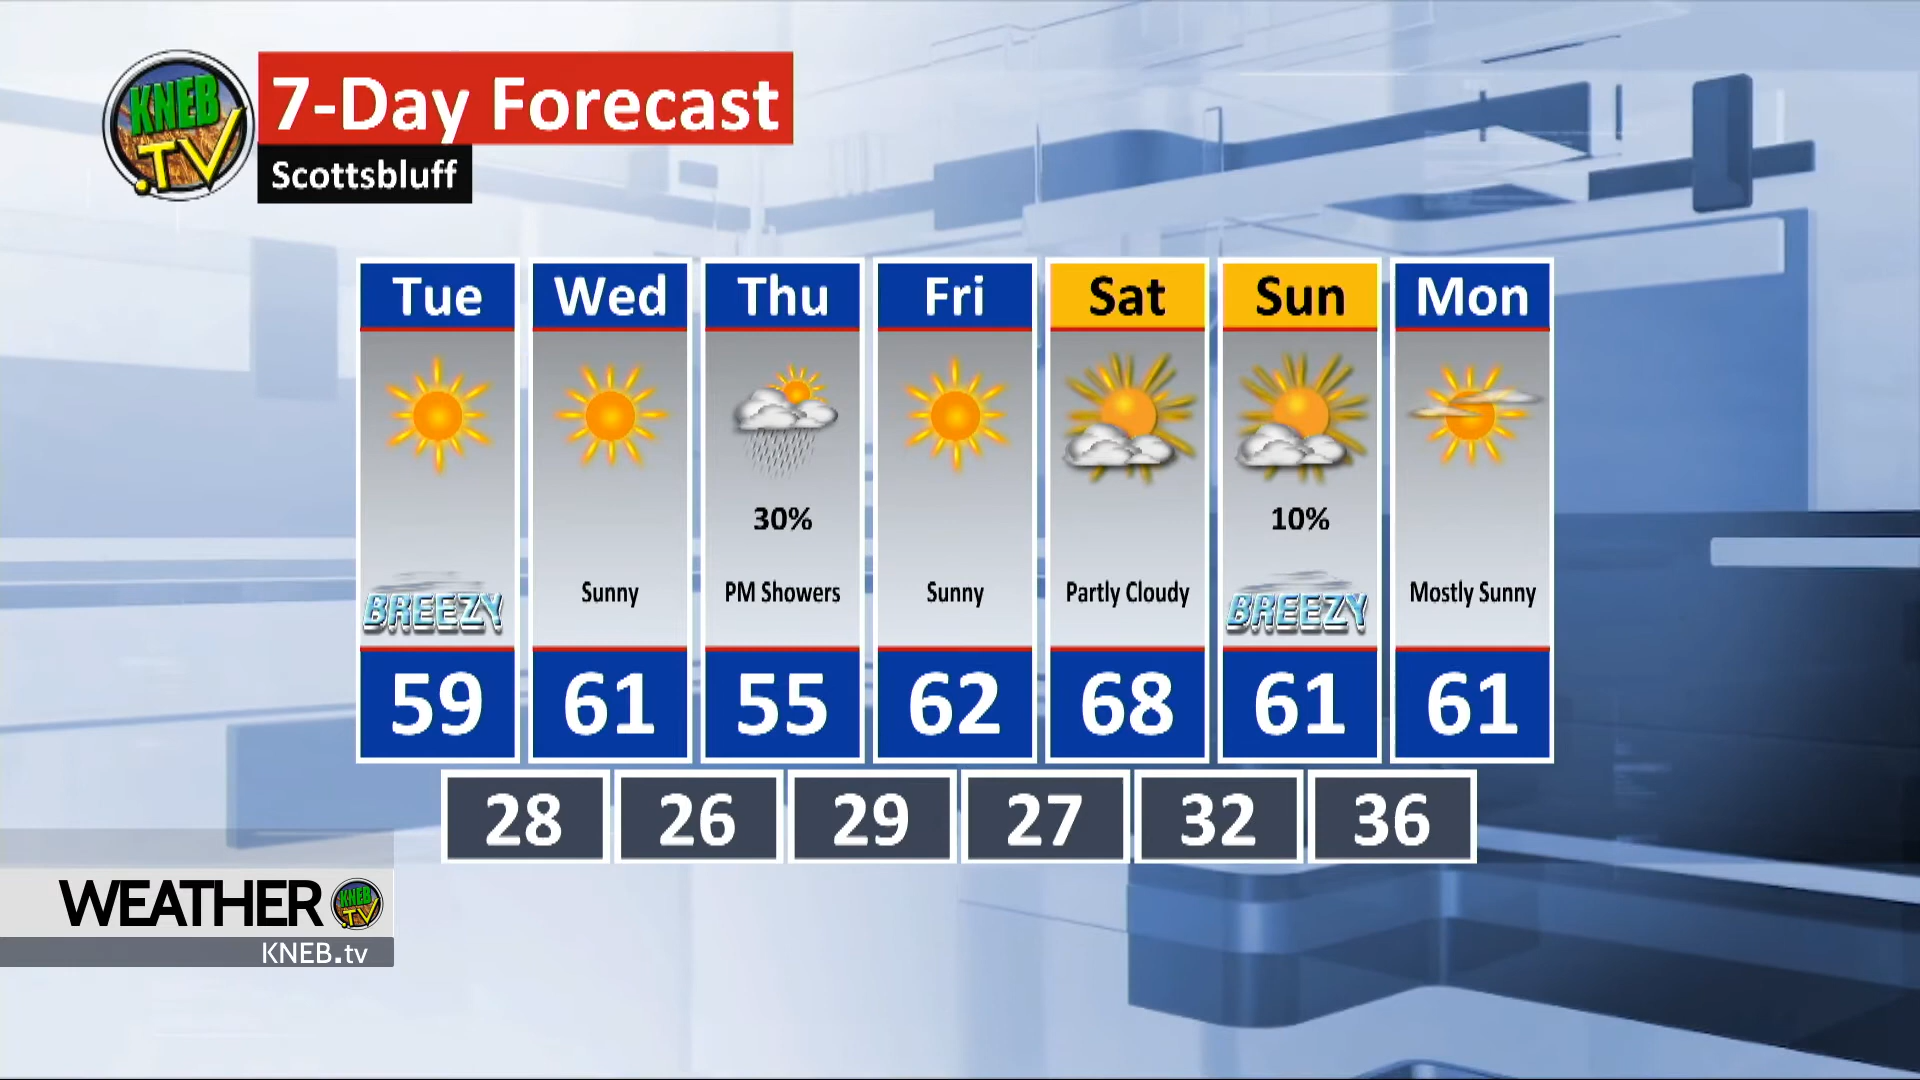 KNEB
.TV
7-Day Forecast
Scottsbluff
Tue Wed Thu Fri Sat Sun Mon
30% 10%
BREEZY Sunny PM Showers Sunny Partly Cloudy BREEZY Mostly Sunny
59 61 55 62 68 61 61
28 26 29 27 32 36
WEATHER KNEB .TV
KNEB.tv